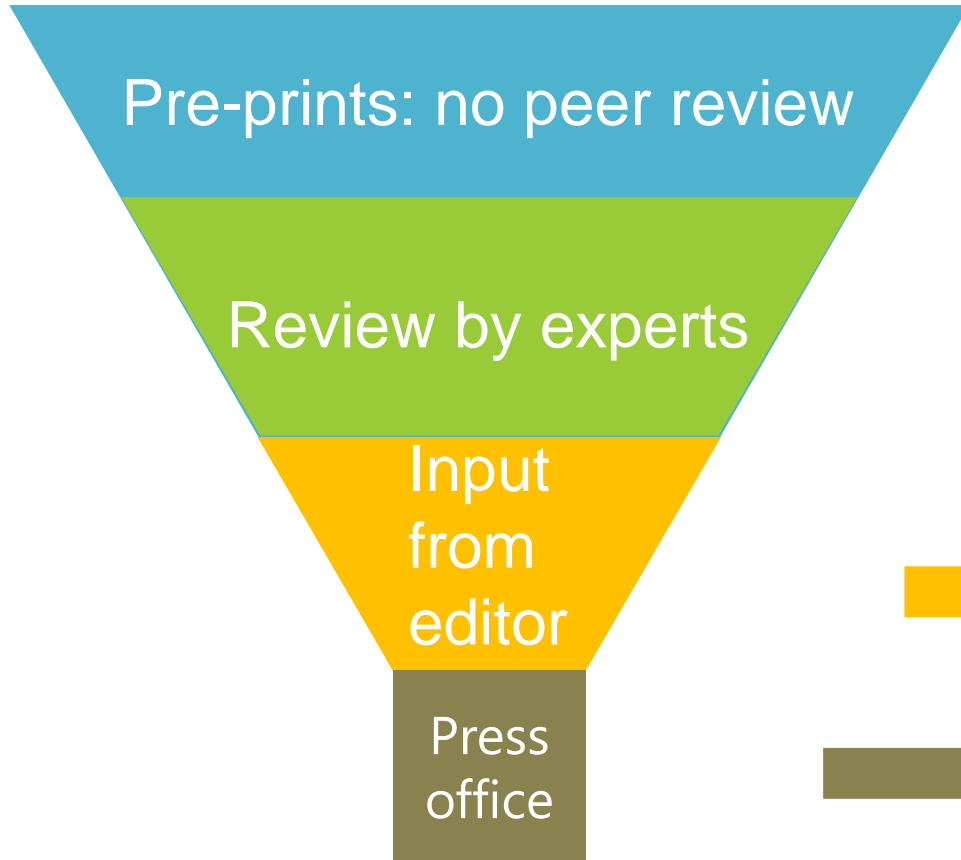 Pre-prints: no peer review
Review by experts
Input
from
editor
Press
office